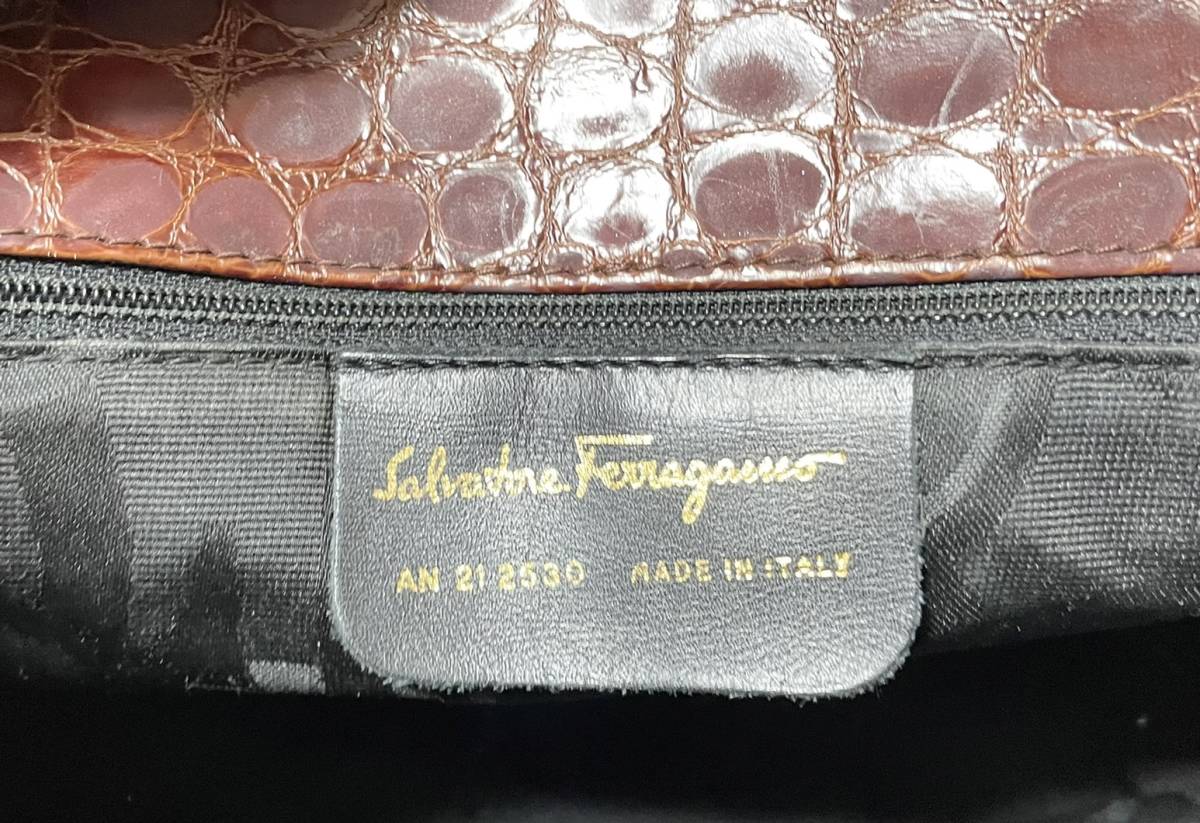 Salvatore Ferragamo
AN 21 2530 MADE IN ITALY